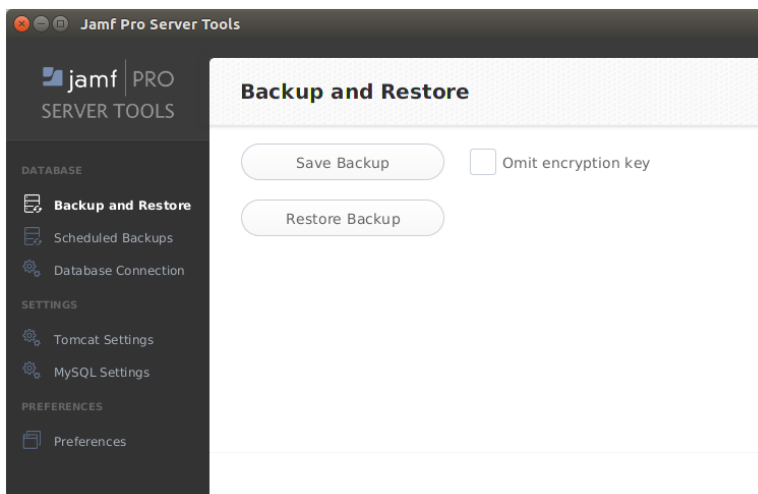 Jamf Pro Server Tools
jamf PRO
SERVER TOOLS
DATABASE
Backup and Restore
Scheduled Backups
Database Connection
SETTINGS
Tomcat Settings
MySQL Settings
PREFERENCES
Preferences
Backup and Restore
Save Backup
Omit encryption key
Restore Backup